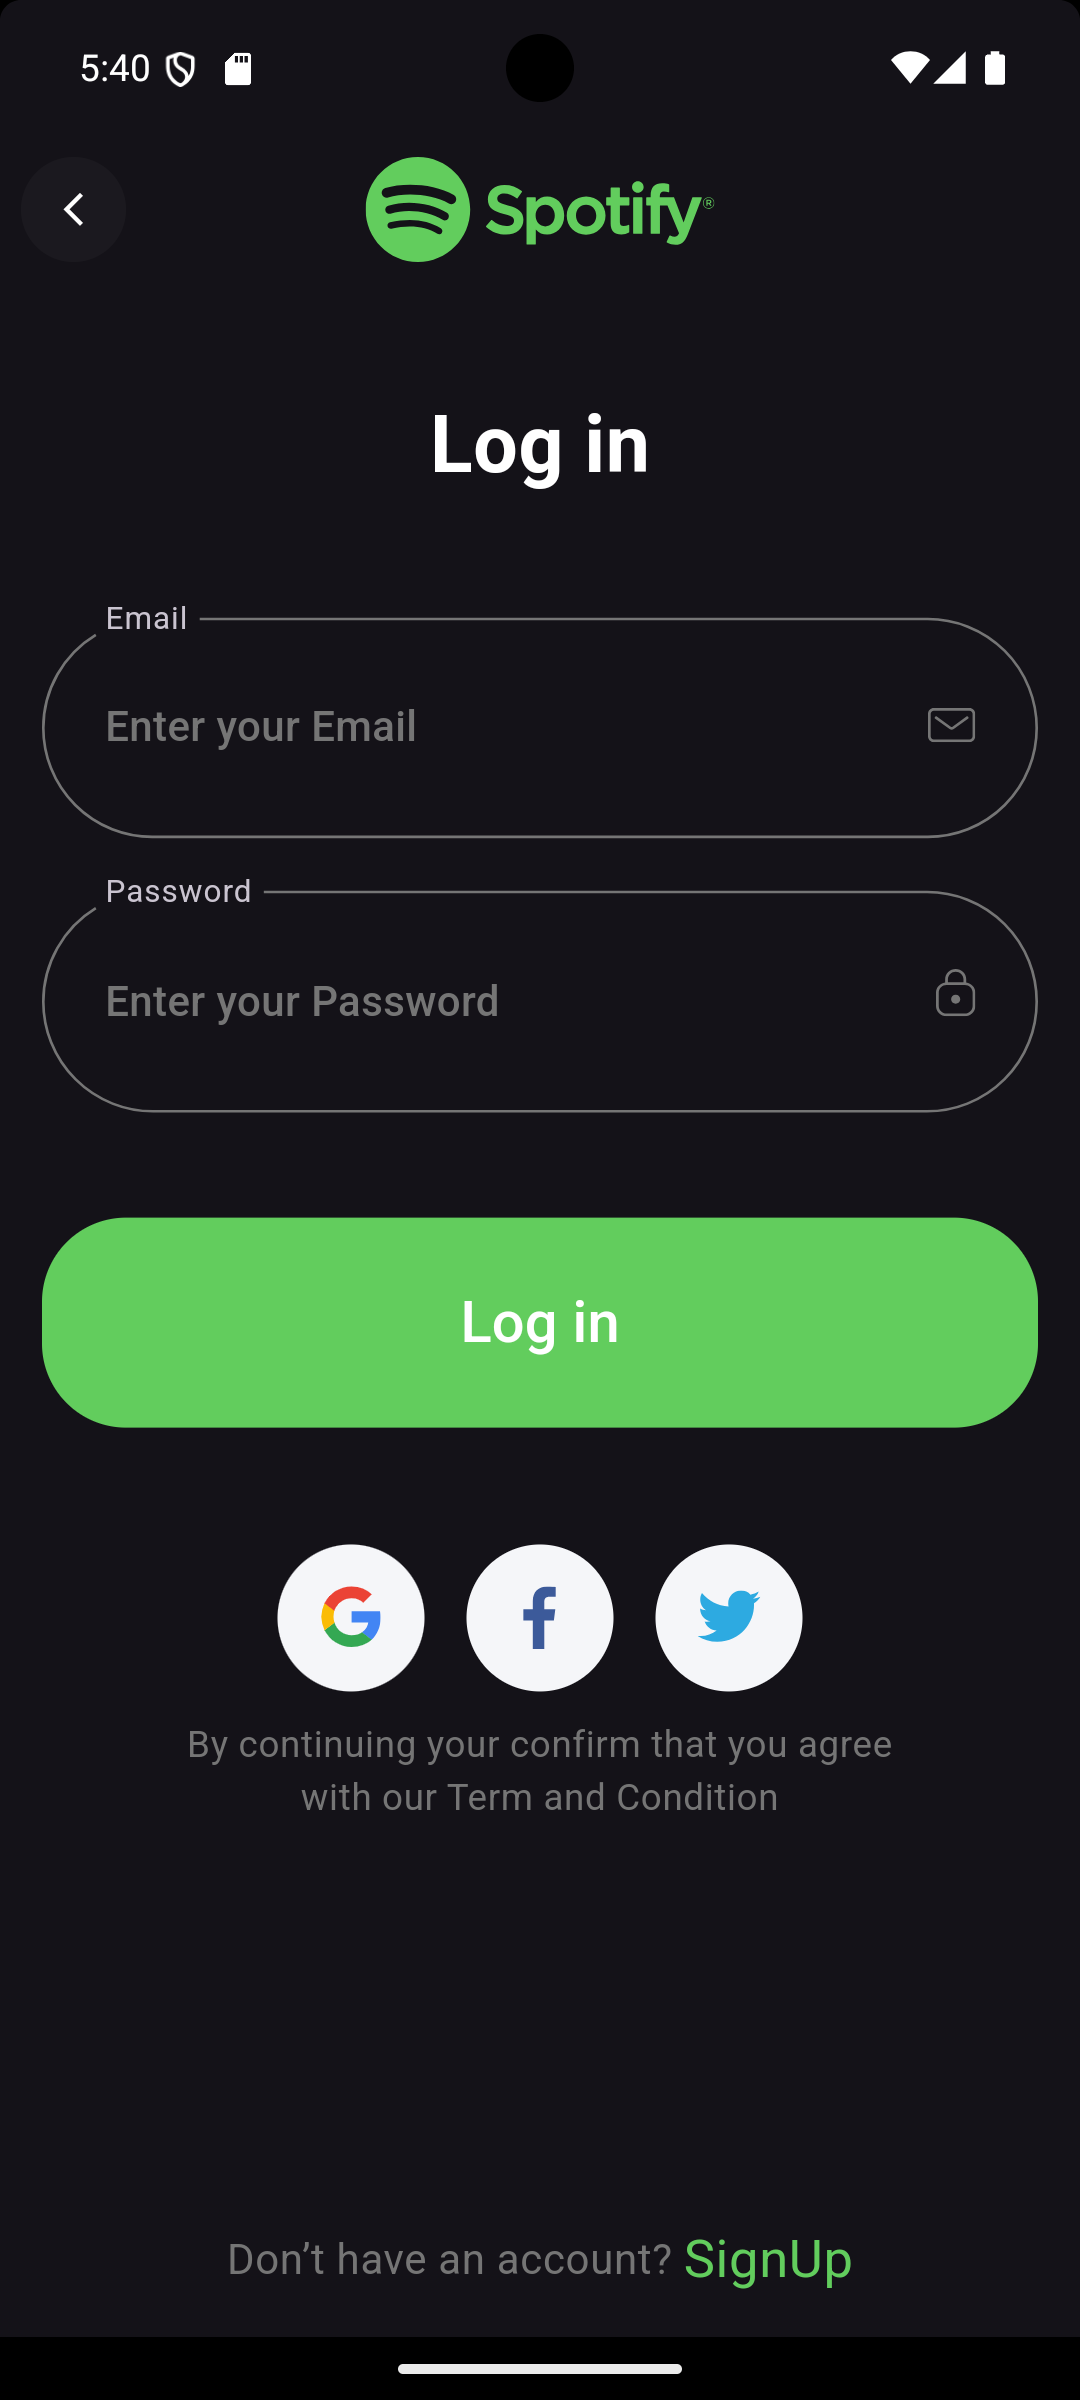 5:40
Spotify®
Log in
Email
Enter your Email
Password
Enter your Password
Log in
By continuing your confirm that you agree
with our Term and Condition
Don’t have an account? SignUp